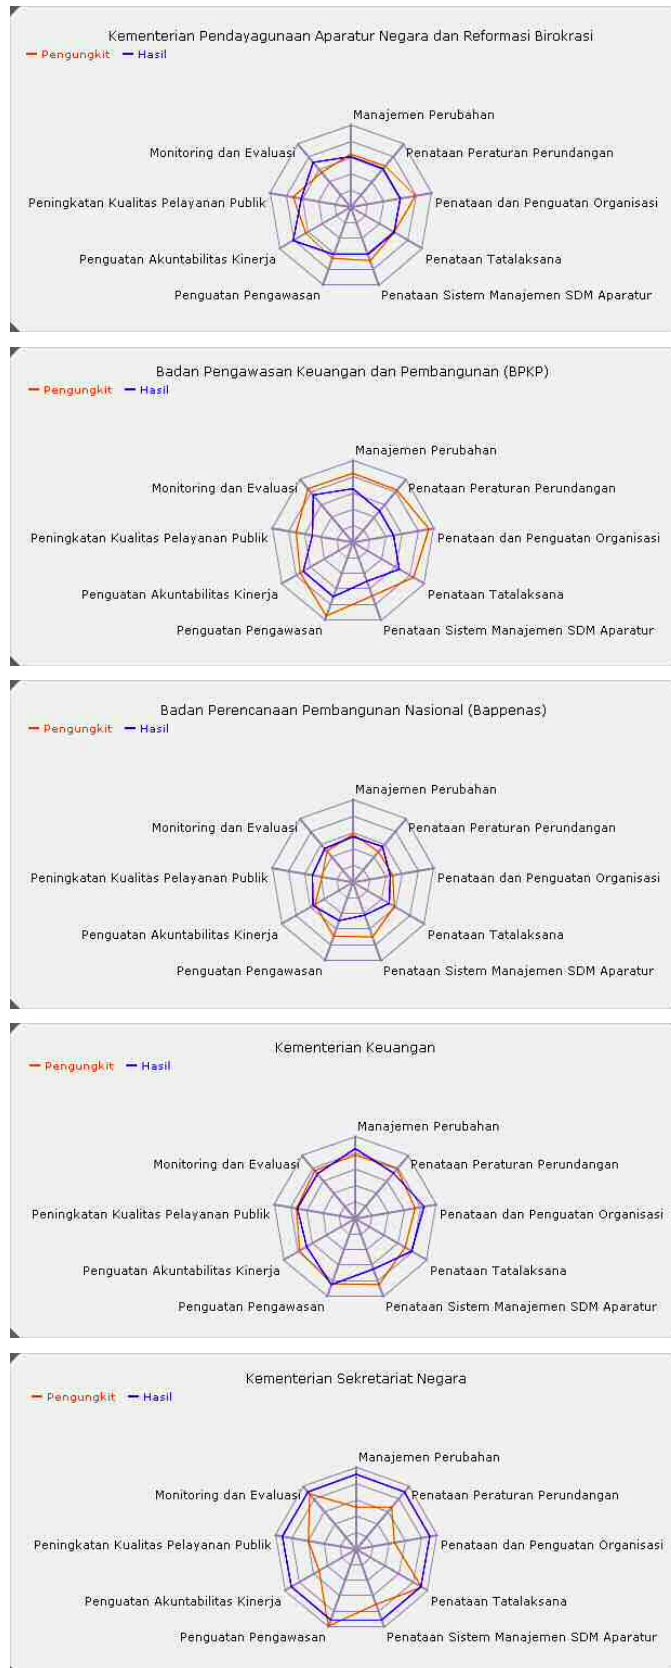 Kementerian Pendayagunaan Aparatur Negara dan Reformasi Birokrasi
Pengungkit Hasil
Manajemen Perubahan
Monitoring dan Evaluasi Penataan Peraturan Perundangan
Peningkatan Kualitas Pelayanan Publik Penataan dan Penguatan Organisasi
Penguatan Akuntabilitas Kinerja Penataan Tatalaksana
Penguatan Pengawasan Penataan Sistem Manajemen SDM Aparatur
Badan Pengawasan Keuangan dan Pembangunan (BPKP)
Pengungkit Hasil
Manajemen Perubahan
Monitoring dan Evaluasi Penataan Peraturan Perundangan
Peningkatan Kualitas Pelayanan Publik Penataan dan Penguatan Organisasi
Penguatan Akuntabilitas Kinerja Penataan Tatalaksana
Penguatan Pengawasan Penataan Sistem Manajemen SDM Aparatur
Badan Perencanaan Pembangunan Nasional (Bappenas)
Pengungkit Hasil
Manajemen Perubahan
Monitoring dan Evaluasi Penataan Peraturan Perundangan
Peningkatan Kualitas Pelayanan Publik Penataan dan Penguatan Organisasi
Penguatan Akuntabilitas Kinerja Penataan Tatalaksana
Penguatan Pengawasan Penataan Sistem Manajemen SDM Aparatur
Kementerian Keuangan
Pengungkit Hasil
Manajemen Perubahan
Monitoring dan Evaluasi Penataan Peraturan Perundangan
Peningkatan Kualitas Pelayanan Publik Penataan dan Penguatan Organisasi
Penguatan Akuntabilitas Kinerja Penataan Tatalaksana
Penguatan Pengawasan Penataan Sistem Manajemen SDM Aparatur
Kementerian Sekretariat Negara
Pengungkit Hasil
Manajemen Perubahan
Monitoring dan Evaluasi Penataan Peraturan Perundangan
Peningkatan Kualitas Pelayanan Publik Penataan dan Penguatan Organisasi
Penguatan Akuntabilitas Kinerja Penataan Tatalaksana
Penguatan Pengawasan Penataan Sistem Manajemen SDM Aparatur